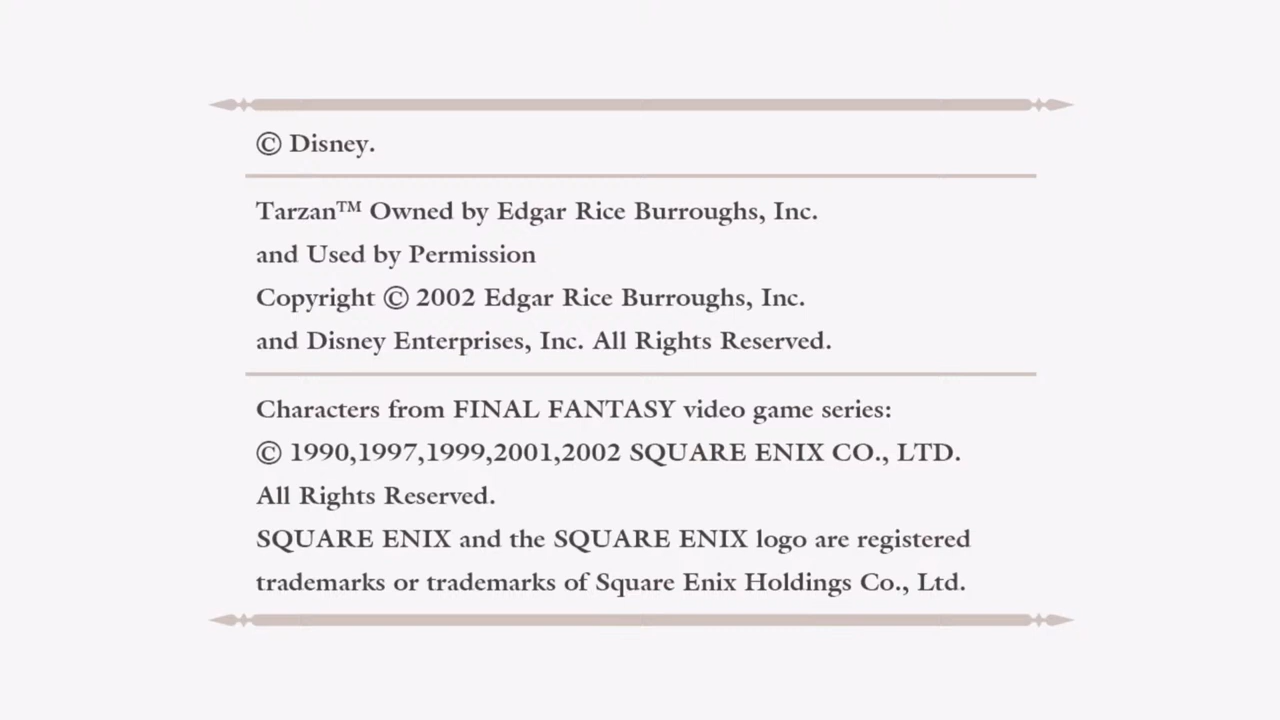 © Disney.
Tarzan™ Owned by Edgar Rice Burroughs, Inc.
and Used by Permission
Copyright © 2002 Edgar Rice Burroughs, Inc.
and Disney Enterprises, Inc. All Rights Reserved.
Characters from FINAL FANTASY video game series:
© 1990,1997,1999,2001,2002 SQUARE ENIX CO., LTD.
All Rights Reserved.
SQUARE ENIX and the SQUARE ENIX logo are registered
trademarks or trademarks of Square Enix Holdings Co., Ltd.